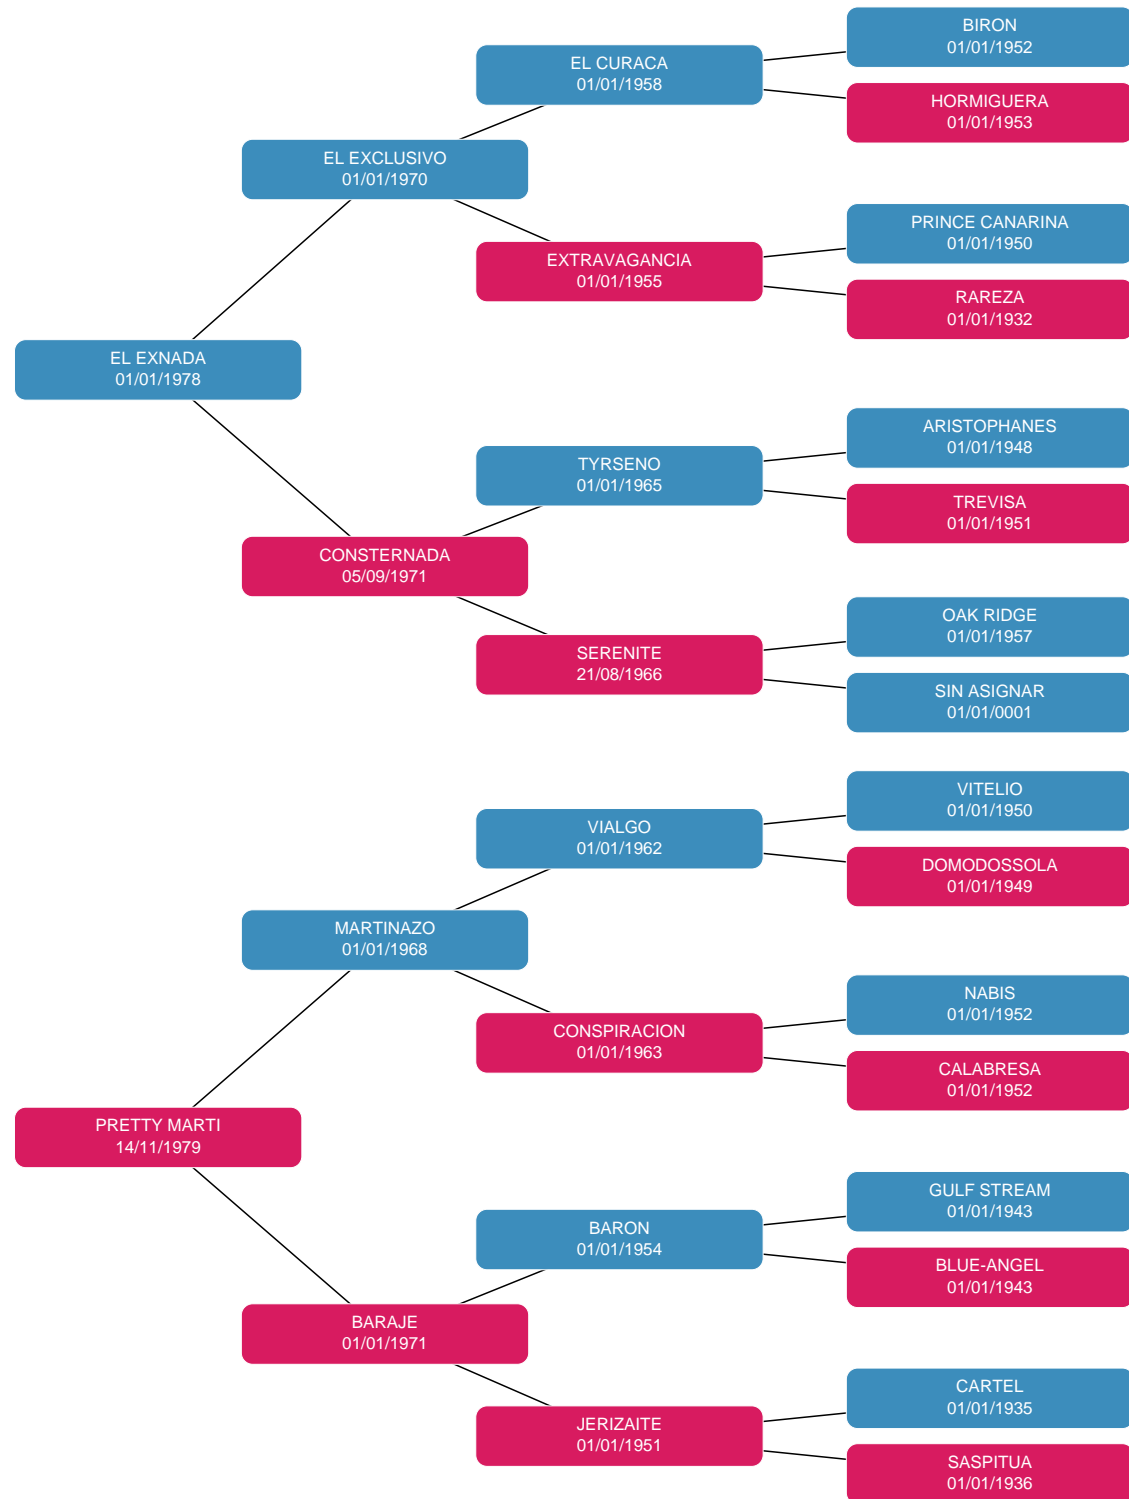 BIRON
01/01/1952
EL CURACA
01/01/1958
HORMIGUERA
01/01/1953
EL EXCLUSIVO
01/01/1970
PRINCE CANARINA
01/01/1950
EXTRAVAGANCIA
01/01/1955
RAREZA
01/01/1932
EL EXNADA
01/01/1978
ARISTOPHANES
01/01/1948
TYRSENO
01/01/1965
TREVISA
01/01/1951
CONSTERNADA
05/09/1971
OAK RIDGE
01/01/1957
SERENITE
21/08/1966
SIN ASIGNAR
01/01/0001
VITELIO
01/01/1950
VIALGO
01/01/1962
DOMODOSSOLA
01/01/1949
MARTINAZO
01/01/1968
NABIS
01/01/1952
CONSPIRACION
01/01/1963
CALABRESA
01/01/1952
PRETTY MARTI
14/11/1979
GULF STREAM
01/01/1943
BARON
01/01/1954
BLUE-ANGEL
01/01/1943
BARAJE
01/01/1971
CARTEL
01/01/1935
JERIZAITE
01/01/1951
SASPITUA
01/01/1936